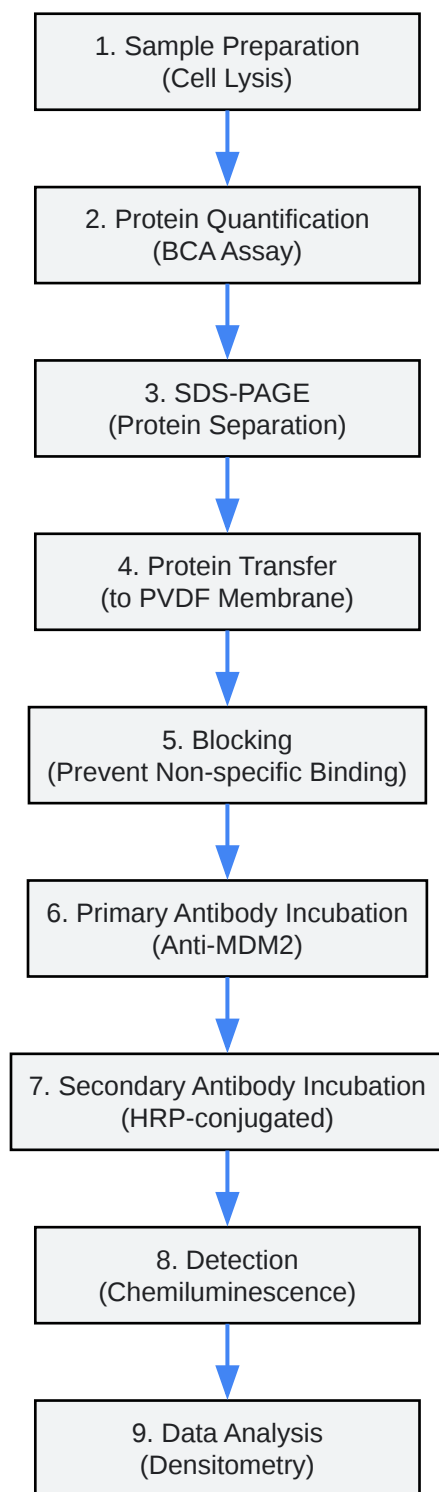 1. Sample Preparation
(Cell Lysis)
2. Protein Quantification
(BCA Assay)
3. SDS-PAGE
(Protein Separation)
4. Protein Transfer
(to PVDF Membrane)
5. Blocking
(Prevent Non-specific Binding)
6. Primary Antibody Incubation
(Anti-MDM2)
7. Secondary Antibody Incubation
(HRP-conjugated)
8. Detection
(Chemiluminescence)
9. Data Analysis
(Densitometry)